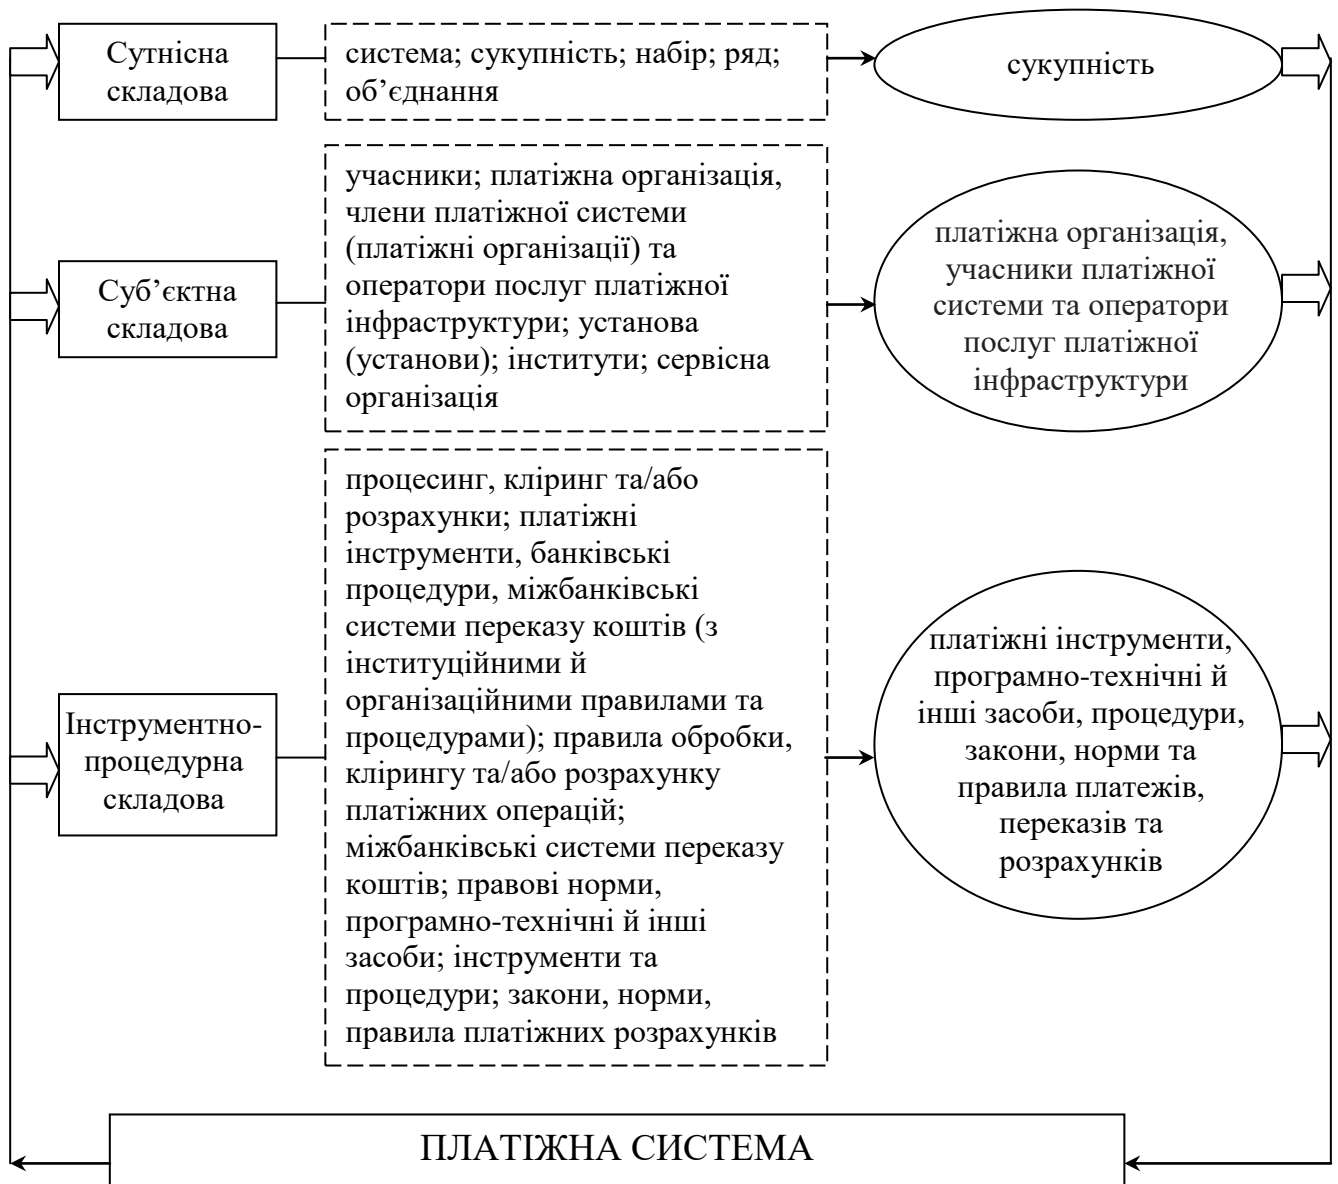 Сутнісна
складова
система; сукупність; набір; ряд;
об’єднання
сукупність
Суб’єктна
складова
учасники; платіжна організація,
члени платіжної системи
(платіжні організації) та
оператори послуг платіжної
інфраструктури; установа
(установи); інститути; сервісна
організація
платіжна організація,
учасники платіжної
системи та оператори
послуг платіжної
інфраструктури
Інструментно-
процедурна
складова
процесинг, кліринг та/або
розрахунки; платіжні
інструменти, банківські
процедури, міжбанківські
системи переказу коштів (з
інституційними й
організаційними правилами та
процедурами); правила обробки,
клірингу та/або розрахунку
платіжних операцій;
міжбанківські системи переказу
коштів; правові норми,
програмно-технічні й інші
засоби; інструменти та
процедури; закони, норми,
правила платіжних розрахунків
платіжні інструменти,
програмно-технічні й
інші засоби, процедури,
закони, норми та
правила платежів,
переказів та
розрахунків
ПЛАТІЖНА СИСТЕМА